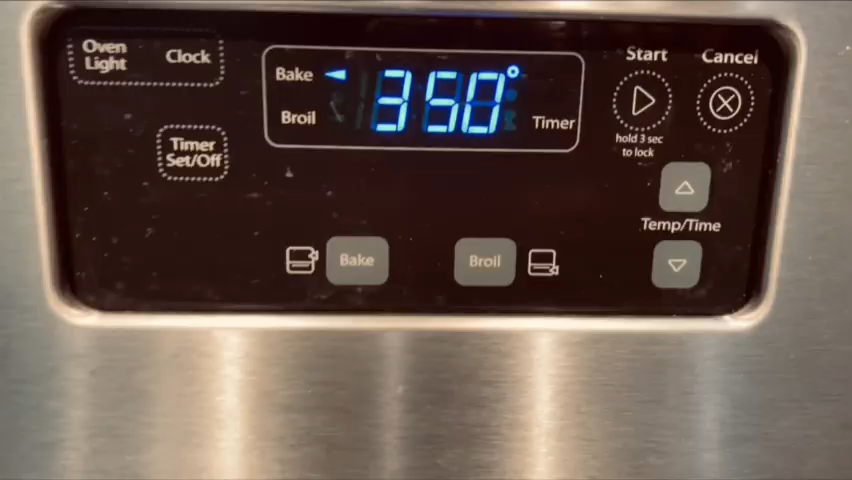 Oven
Light
Clock
Timer
Set/Off
Bake
350°
Broil
Timer
Start
Cancel
hold 3 sec
to lock
Temp/Time
Bake
Broil